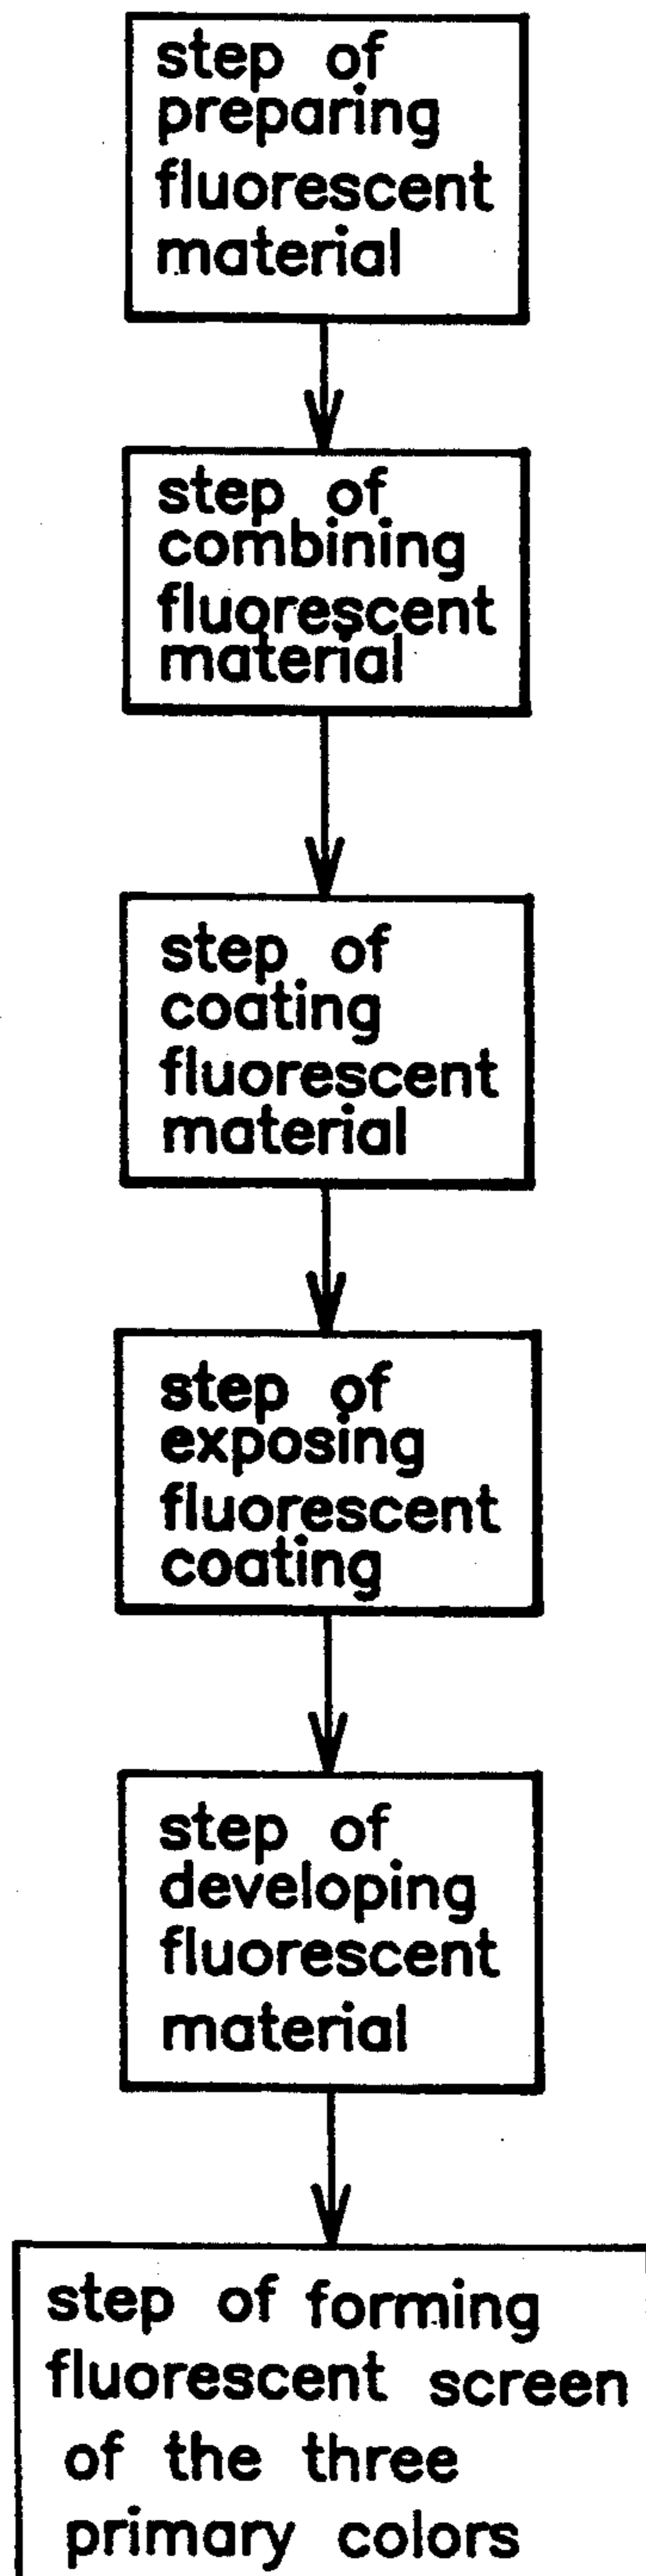 step of
preparing
fluorescent
material
step of
combining
fluorescent
material
step of
coating
fluorescent
material
step of
exposing
fluorescent
coating
step of
developing
fluorescent
material
step of forming
fluorescent screen
of the three
primary colors